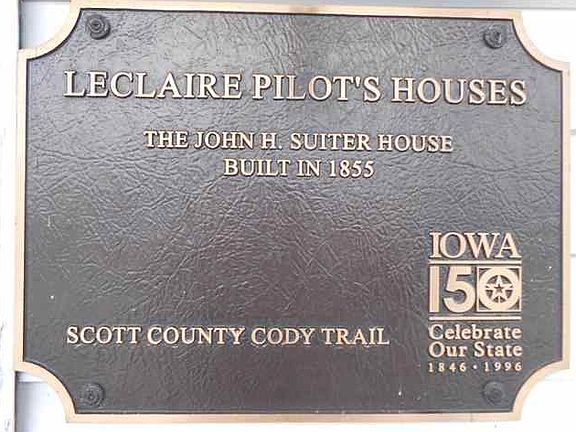 LECLAIRE PILOT'S HOUSES
THE JOHN H. SUITER HOUSE
BUILT IN 1855
SCOTT COUNTY CODY TRAIL
IOWA
150
Celebrate
Our State
1846 · 1996